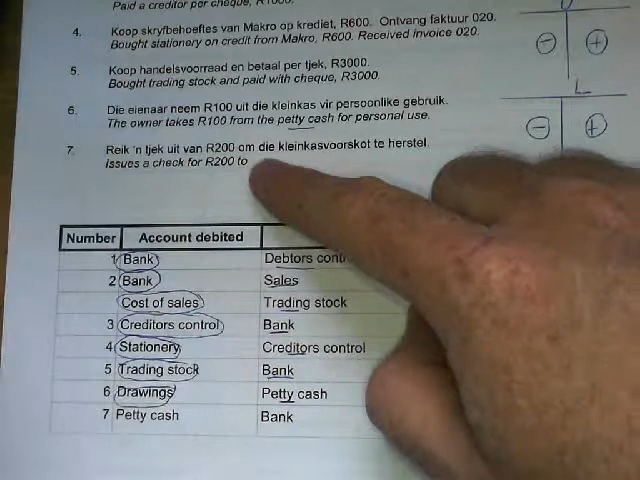 Paid a creditor per cheque, R1000.
4. Koop skryfbehoeftes van Makro op krediet, R600. Ontvang faktuur 020.
Bought stationery on credit from Makro, R600. Received invoice 020.
5. Koop handelsvoorraad en betaal per tjek, R3000.
Bought trading stock and paid with cheque, R3000.
6. Die eienaar neem R100 uit die kleinkas vir persoonlike gebruik.
The owner takes R100 from the petty cash for personal use.
7. Reik 'n tjek uit van R200 om die kleinkasvoorskot te herstel.
Issues a check for R200 to
L
Number Account debited
1 Bank Debtors cont
2 Bank Sales
Cost of sales Trading stock
3 Creditors control Bank
4 Stationery Creditors control
5 Trading stock Bank
6 Drawings Petty cash
7 Petty cash Bank